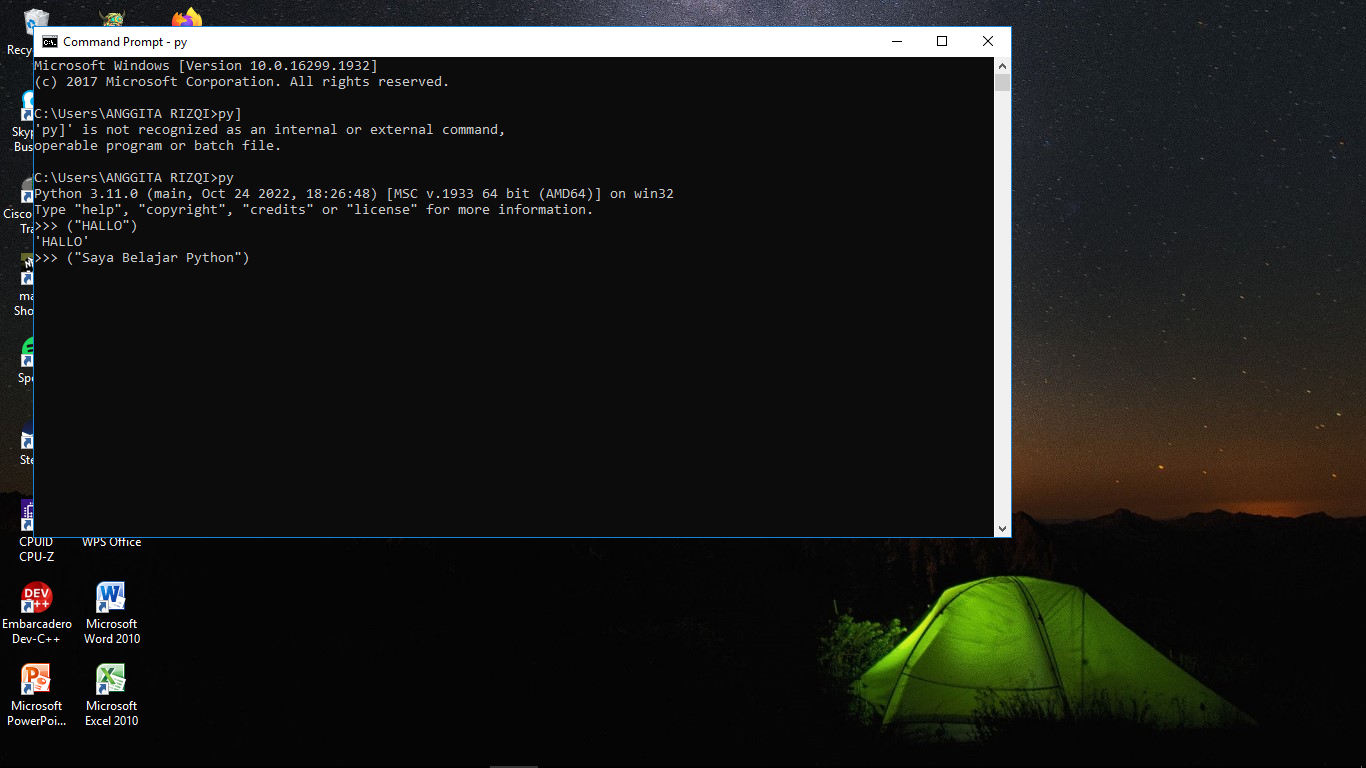 Command Prompt - py
Microsoft Windows [Version 10.0.16299.1932]
(c) 2017 Microsoft Corporation. All rights reserved.
C:\Users\ANGGITA RIZQI>py]
'py]' is not recognized as an internal or external command,
operable program or batch file.
C:\Users\ANGGITA RIZQI>py
Python 3.11.0 (main, Oct 24 2022, 18:26:48) [MSC v.1933 64 bit (AMD64)] on win32
Type "help", "copyright", "credits" or "license" for more information.
>>> ("HALLO")
'HALLO'
>>> ("Saya Belajar Python")
Recy
Skyp
Bus
Cisco
Tra
ma
Sho
Spo
Ste
CPUID
CPU-Z
WPS Office
DEV
++
Embarcadero
Dev-C++
Microsoft
Word 2010
Microsoft
PowerPoi...
Microsoft
Excel 2010